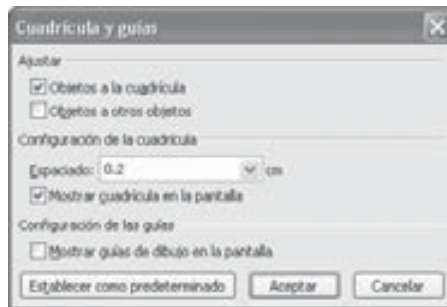 Cuadrícula y guías
Ajustar
Objetos a la cuadrícula
Objetos a otros objetos
Configuración de la cuadrícula
Espaciado: 0.2 cm
Mostrar cuadrícula en la pantalla
Configuración de las guías
Mostrar guías de dibujo en la pantalla
Establecer como predeterminado Aceptar Cancelar